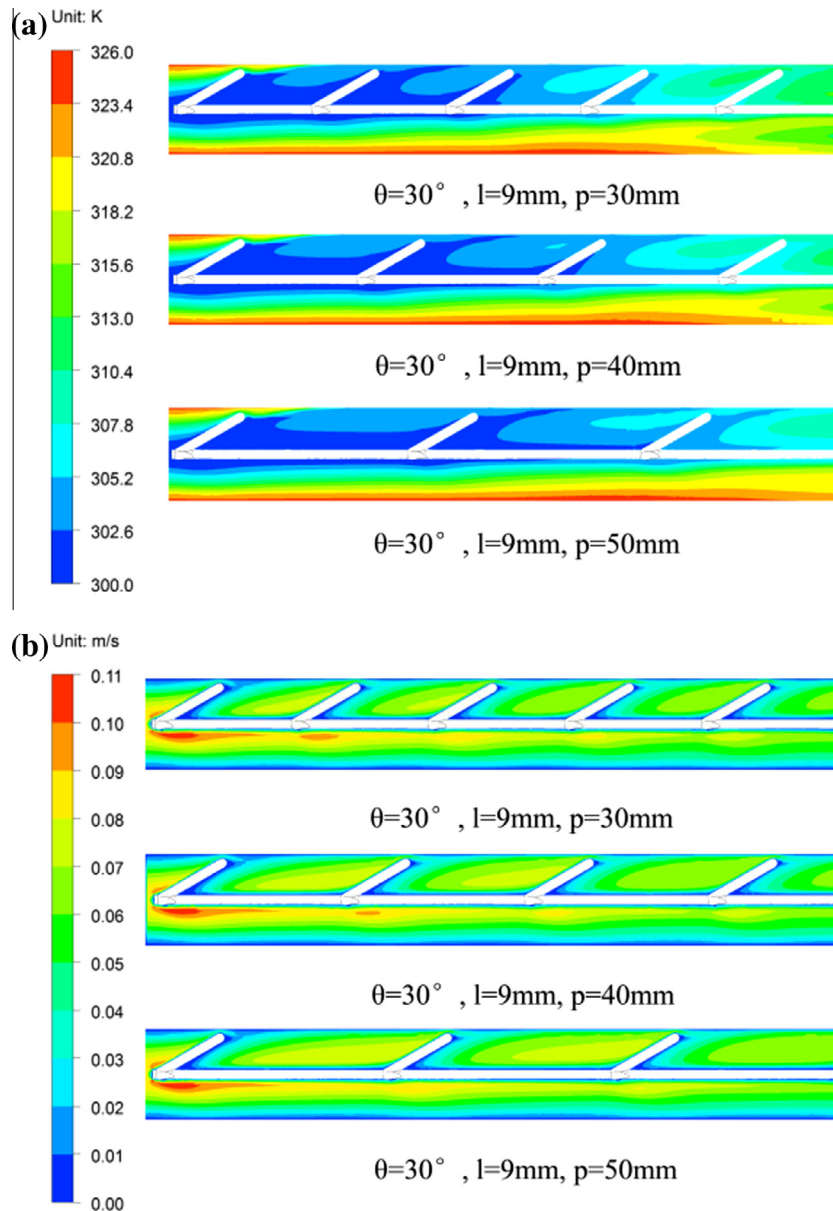 (a) Unit: K
326.0
323.4
320.8
318.2
315.6
313.0
310.4
307.8
305.2
302.6
300.0
θ=30° , l=9mm, p=30mm
θ=30° , l=9mm, p=40mm
θ=30° , l=9mm, p=50mm
(b) Unit: m/s
0.11
0.10
0.09
0.08
0.07
0.06
0.05
0.04
0.03
0.02
0.01
0.00
θ=30° , l=9mm, p=30mm
θ=30° , l=9mm, p=40mm
θ=30° , l=9mm, p=50mm